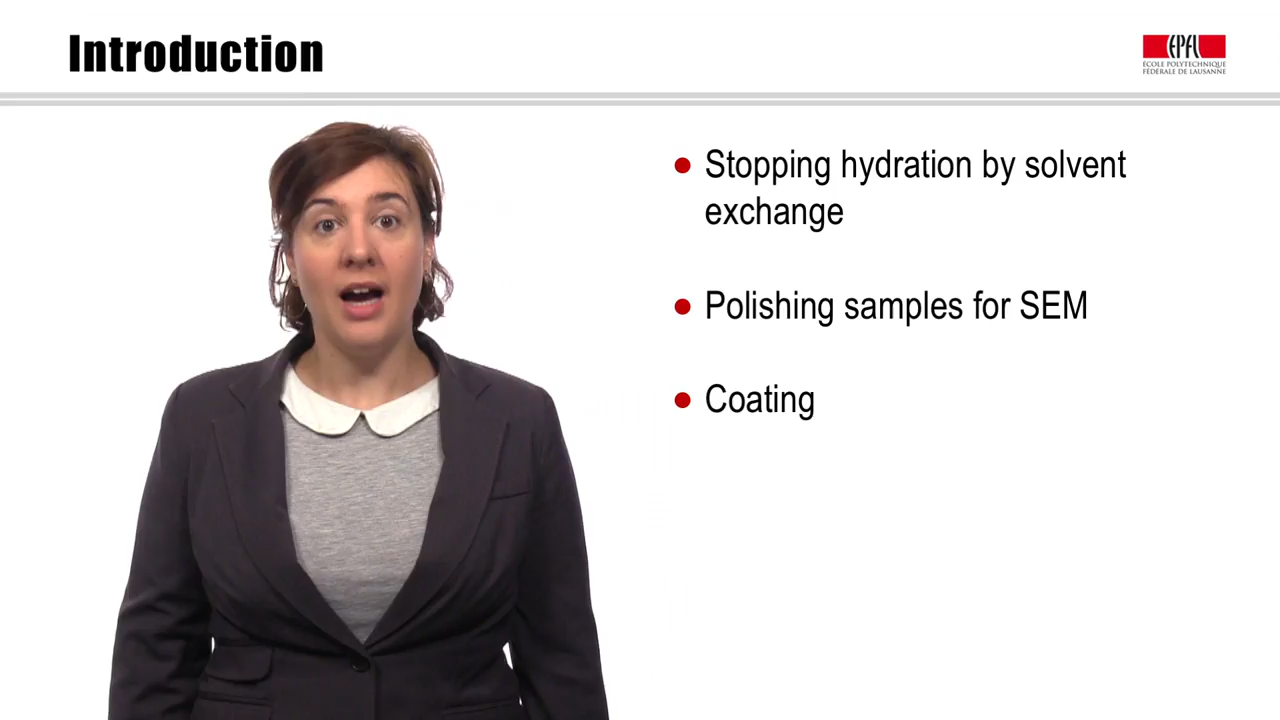 Introduction
EPFL
ÉCOLE POLYTECHNIQUE
FÉDÉRALE DE LAUSANNE
Stopping hydration by solvent
exchange
Polishing samples for SEM
Coating